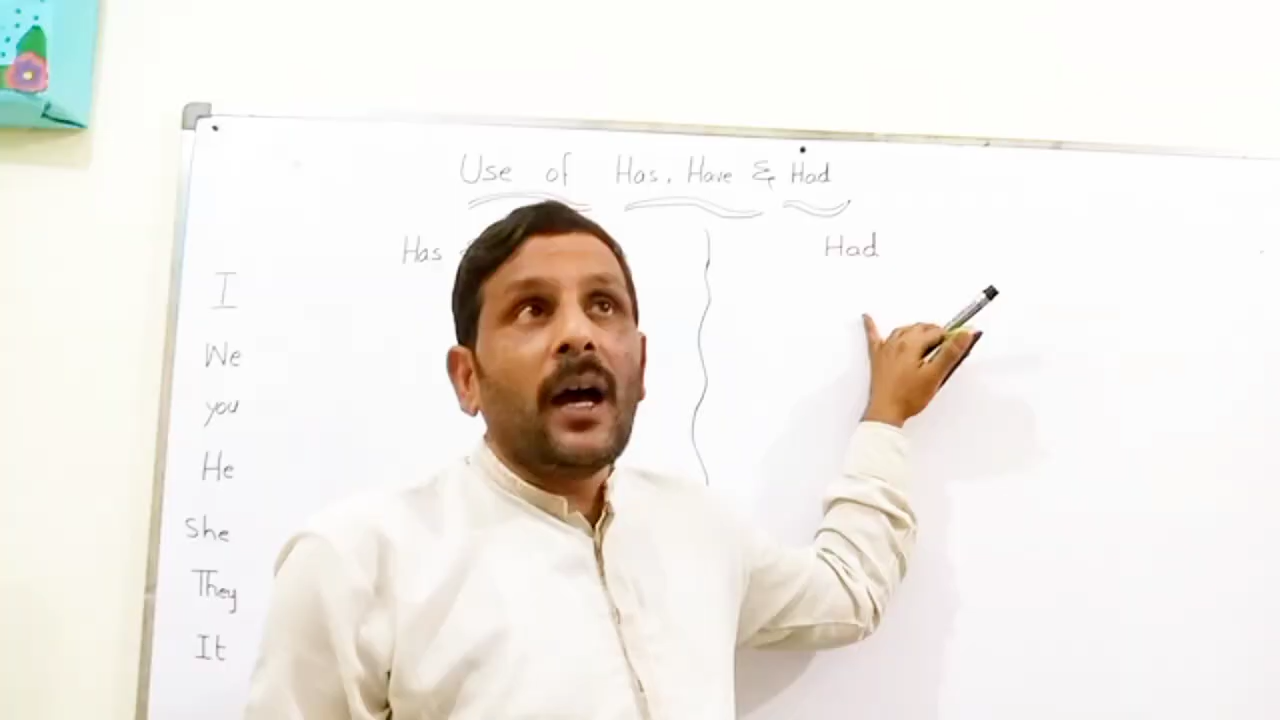 Use of Has, Have & Had
Has
Had
I
We
you
He
She
They
It